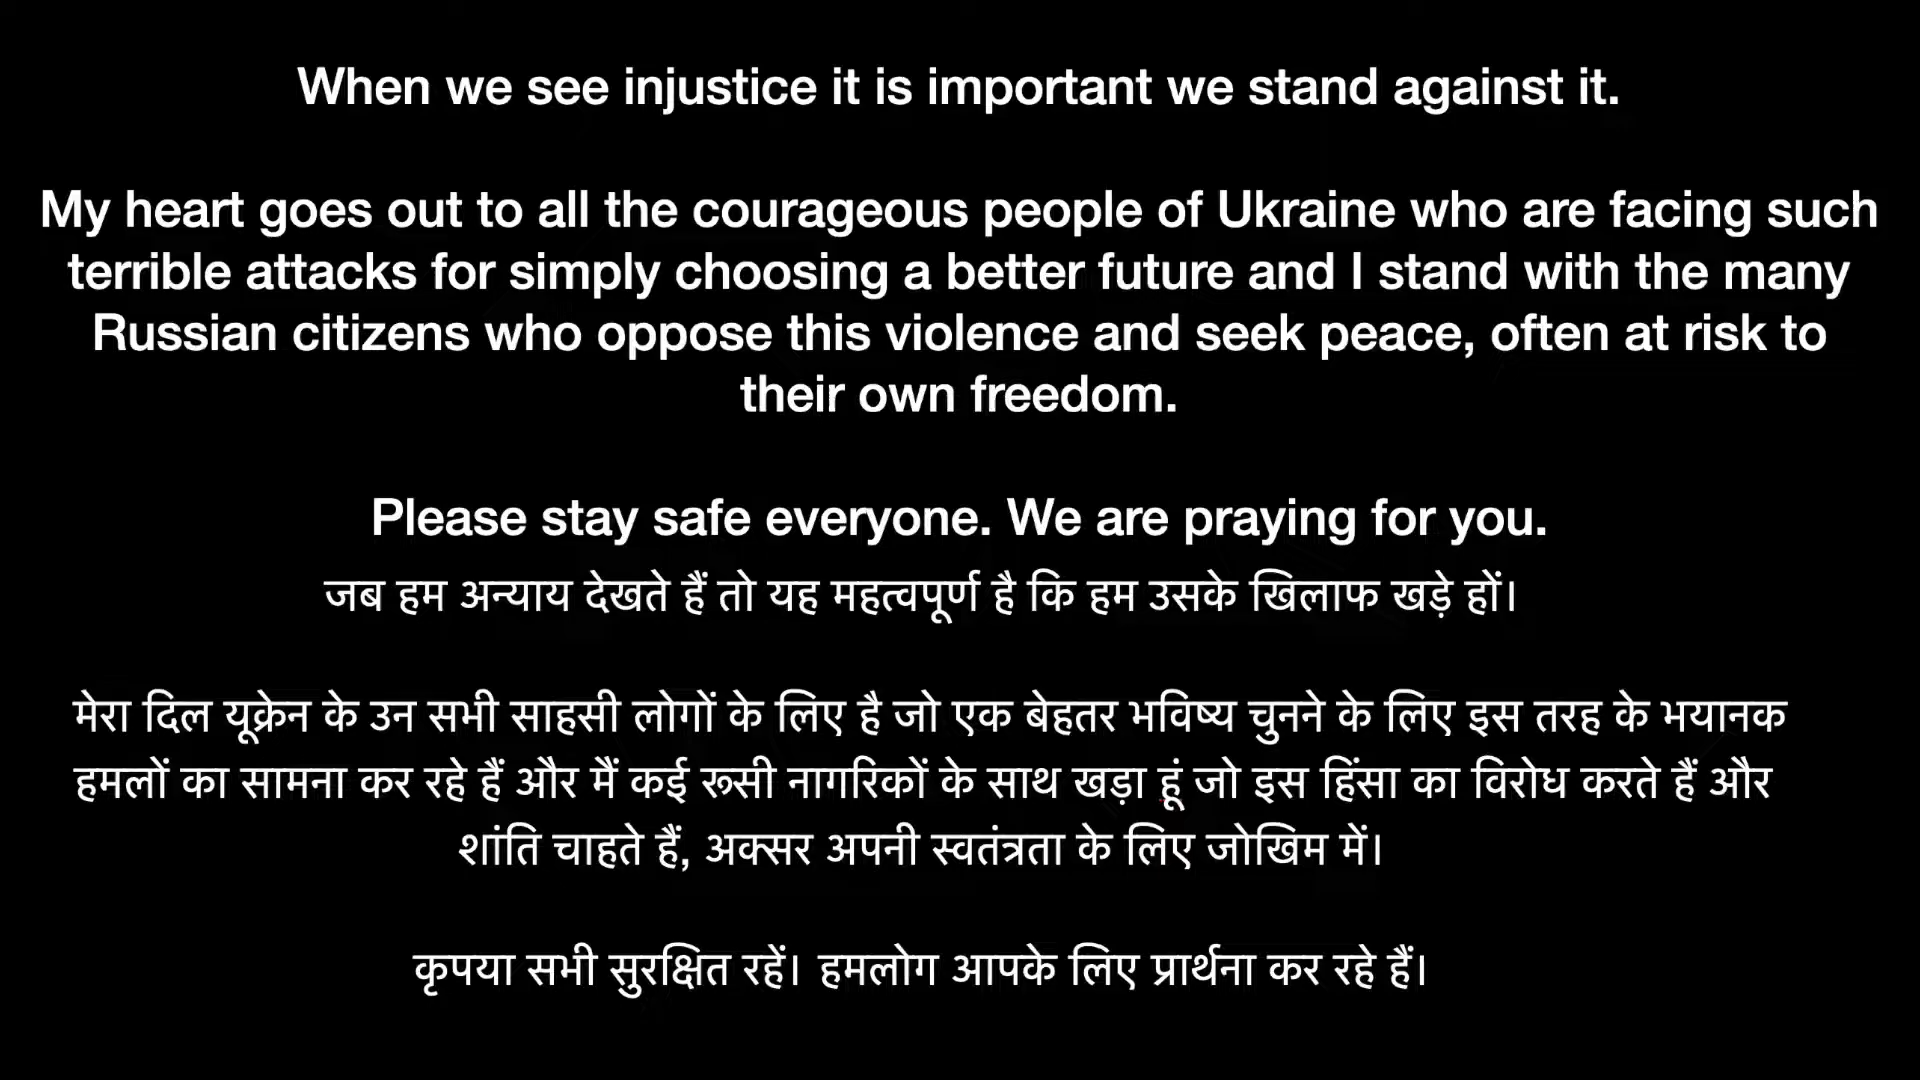 When we see injustice it is important we stand against it.
My heart goes out to all the courageous people of Ukraine who are facing such
terrible attacks for simply choosing a better future and I stand with the many
Russian citizens who oppose this violence and seek peace, often at risk to
their own freedom.
Please stay safe everyone. We are praying for you.
जब हम अन्याय देखते हैं तो यह महत्वपूर्ण है कि हम उसके खिलाफ खड़े हों।
मेरा दिल यूक्रेन के उन सभी साहसी लोगों के लिए है जो एक बेहतर भविष्य चुनने के लिए इस तरह के भयानक
हमलों का सामना कर रहे हैं और मैं कई रूसी नागरिकों के साथ खड़ा हूं जो इस हिंसा का विरोध करते हैं और
शांति चाहते हैं, अक्सर अपनी स्वतंत्रता के लिए जोखिम में।
कृपया सभी सुरक्षित रहें। हमलोग आपके लिए प्रार्थना कर रहे हैं।